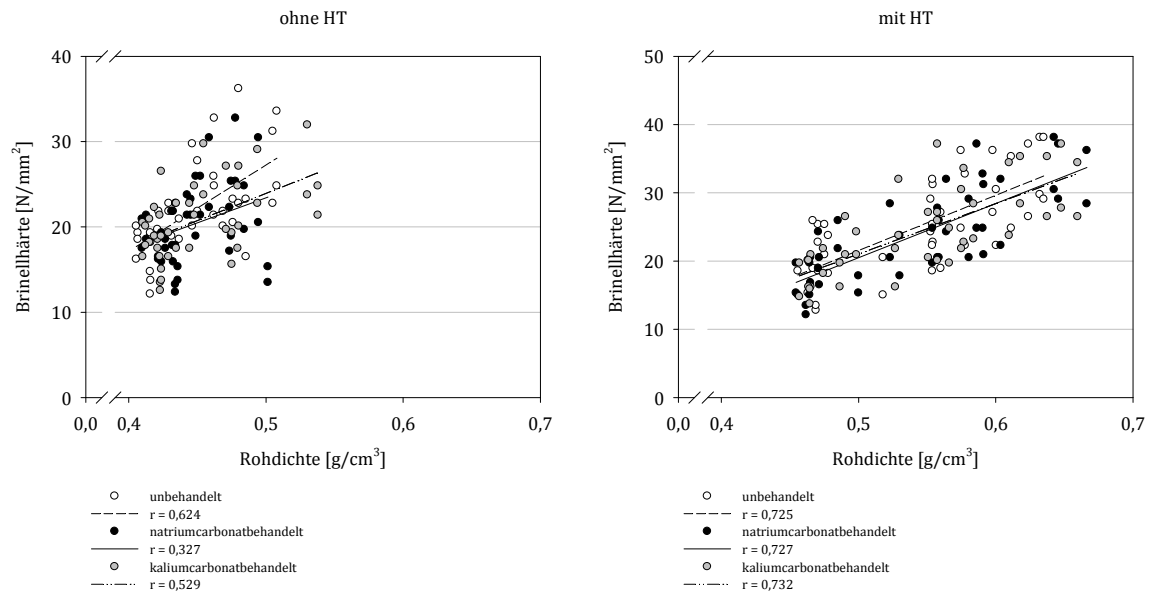 ohne HT
40
30
20
10
0
Brinellhärte [N/mm²]
0,0 0,4 0,5 0,6 0,7
Rohdichte [g/cm³]
unbehandelt
r = 0,624
natriumcarbonatbehandelt
r = 0,327
kaliumcarbonatbehandelt
r = 0,529
mit HT
50
40
30
20
10
0
Brinellhärte [N/mm²]
0,0 0,4 0,5 0,6 0,7
Rohdichte [g/cm³]
unbehandelt
r = 0,725
natriumcarbonatbehandelt
r = 0,727
kaliumcarbonatbehandelt
r = 0,732